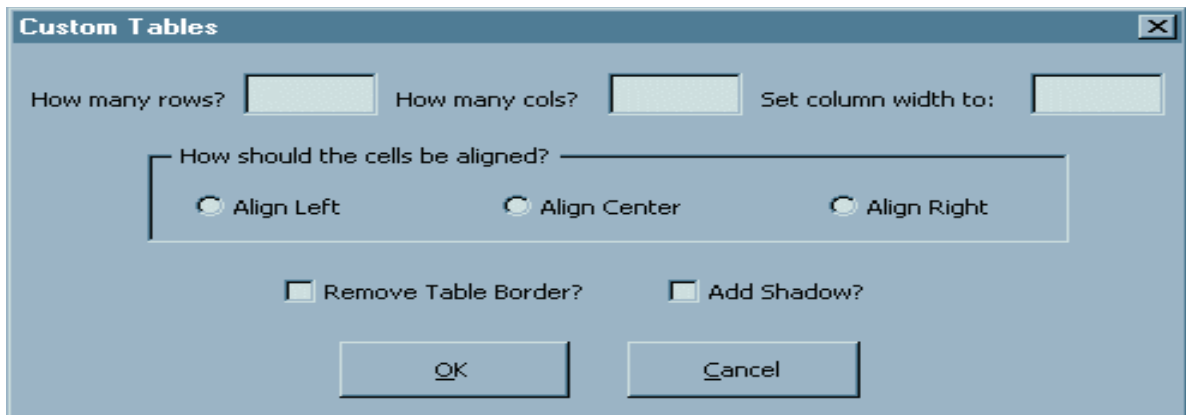 Custom Tables
How many rows? How many cols? Set column width to:
How should the cells be aligned?
Align Left Align Center Align Right
Remove Table Border? Add Shadow?
OK Cancel